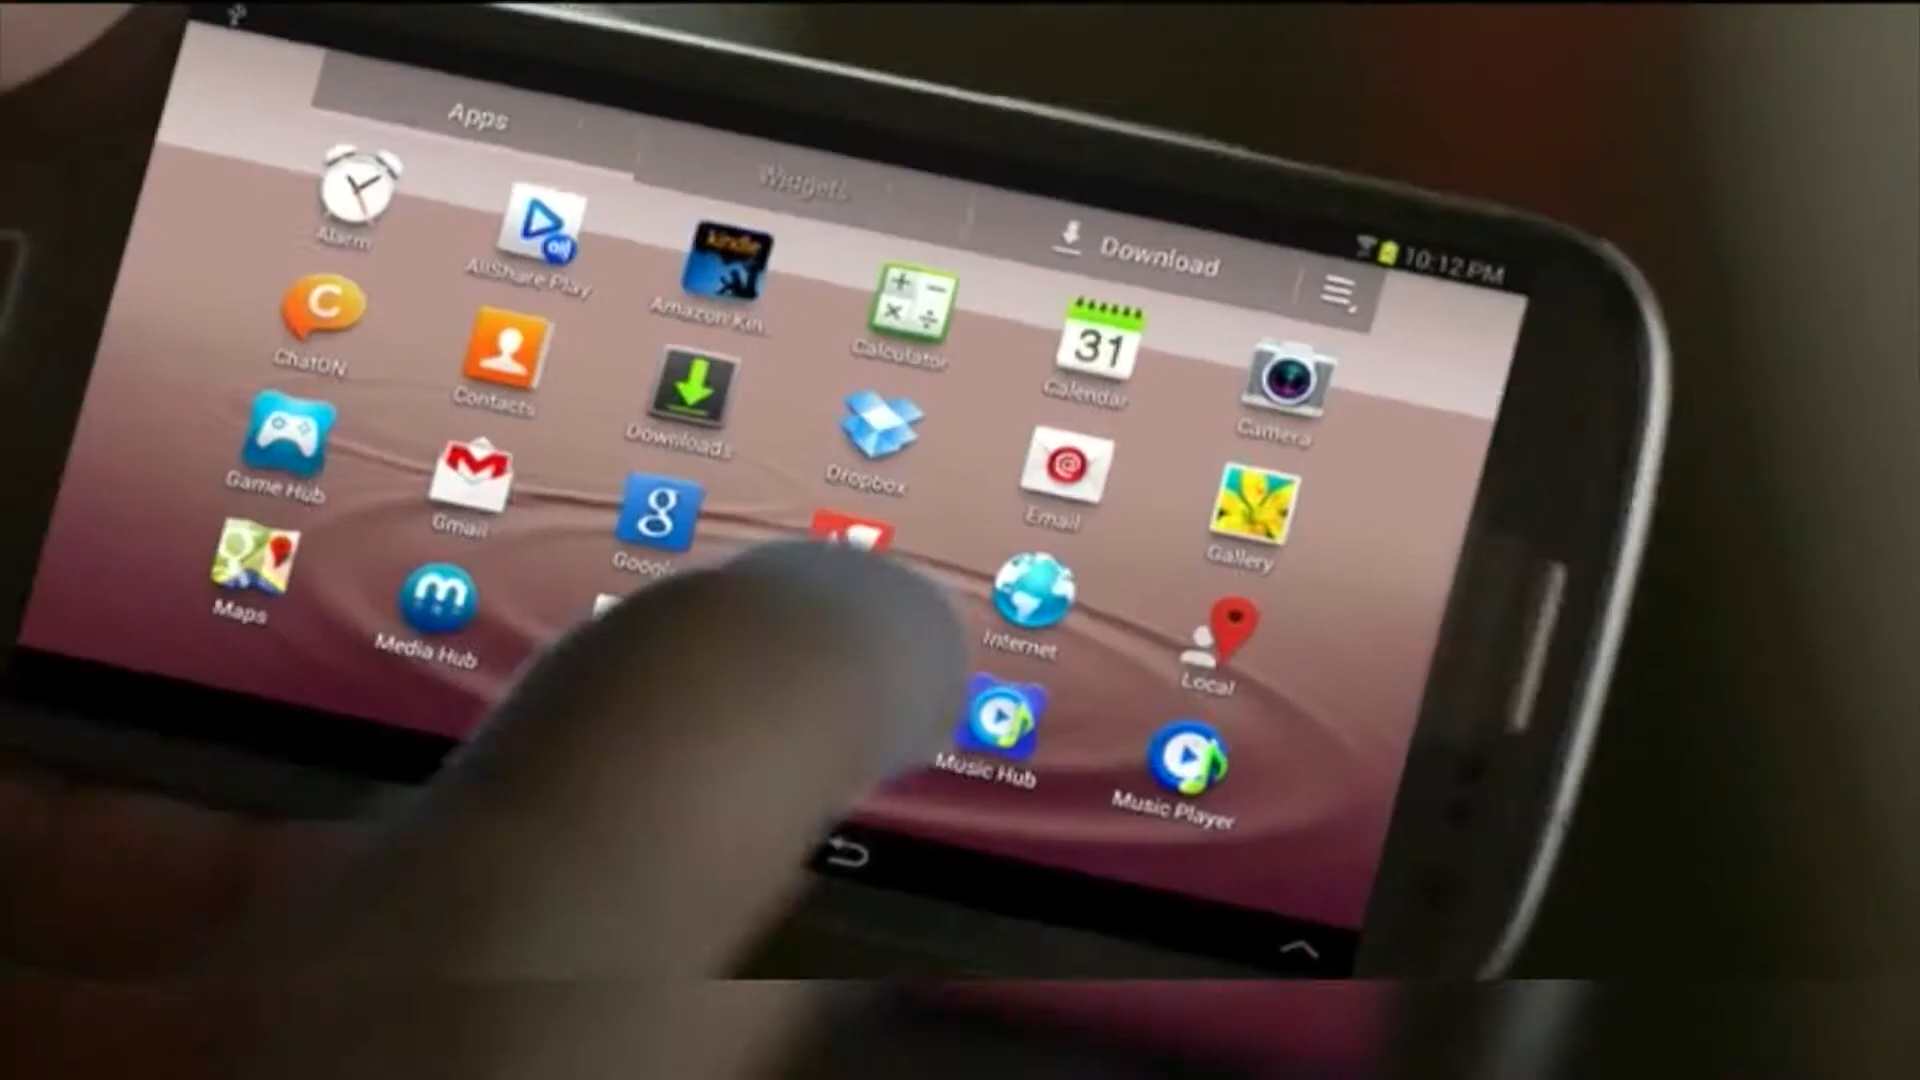 Apps
Widgets
Download
10:12 PM
Alarm
AllShare Play
kindle
Amazon Kin...
Calculator
31
Calendar
Camera
C
ChatON
Contacts
Downloads
Dropbox
@
Email
Gallery
Game Hub
Gmail
g
Google
Internet
Local
Maps
m
Media Hub
Music Hub
Music Player